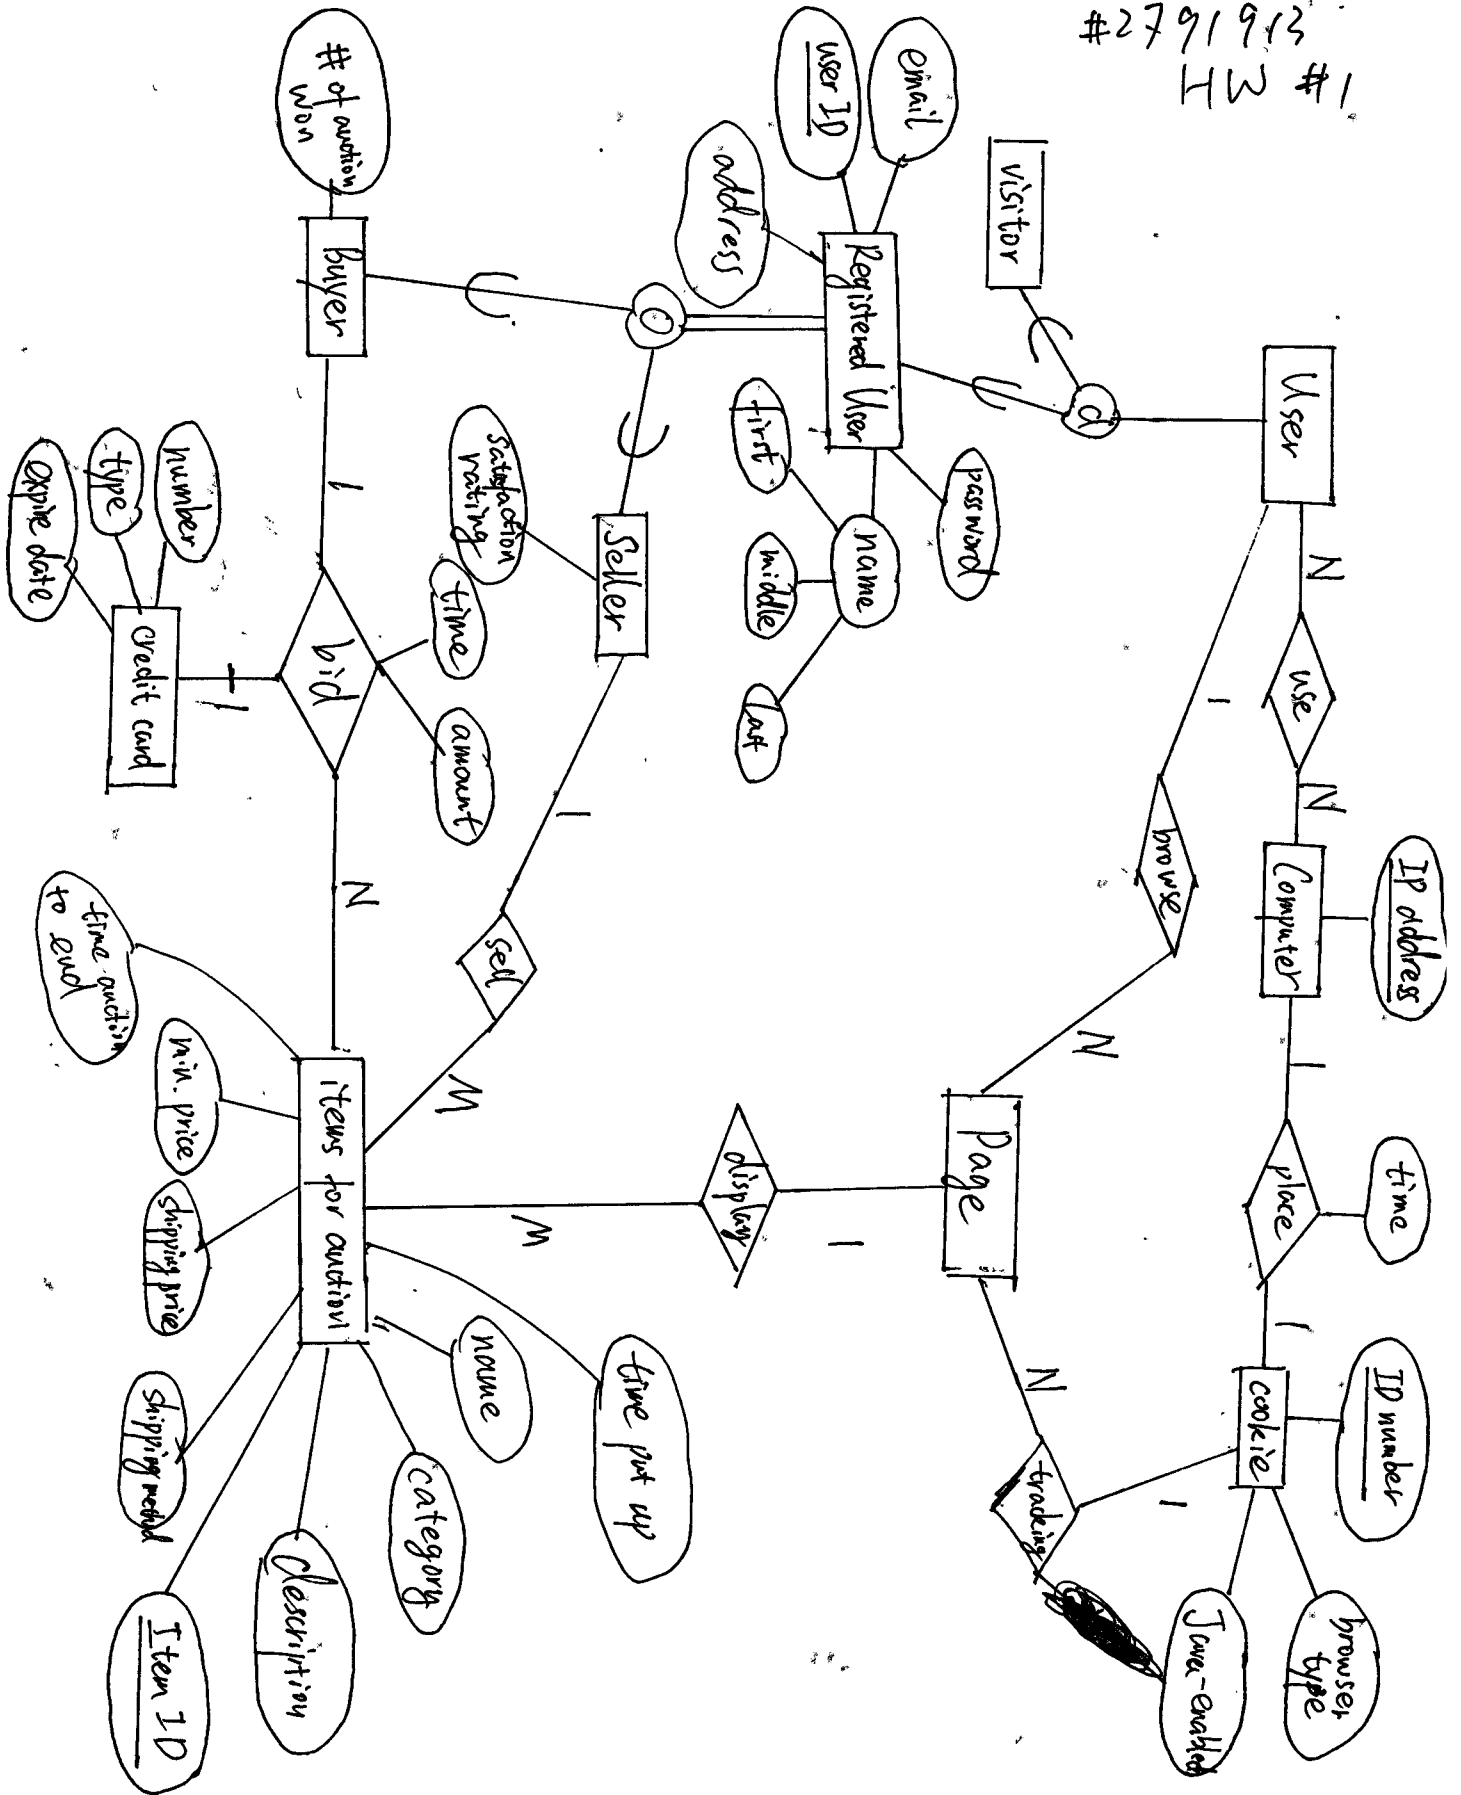 #2791913
HW #1
User
N
use
N
Computer
IP address
1
place
time
1
cookie
ID number
browser
type
Java-enabled
1
tracking
N
Page
N
browse
1
d
visitor
Registered User
email
user ID
address
password
name
first
middle
last
O
Seller
Satisfaction
rating
1
sell
M
display
1
M
buyer
# of auction
won
1
bid
time
amount
1
credit card
number
type
expire date
N
items for auction
time auction
to end
min. price
shipping price
shipping method
Item ID
description
category
name
time put up